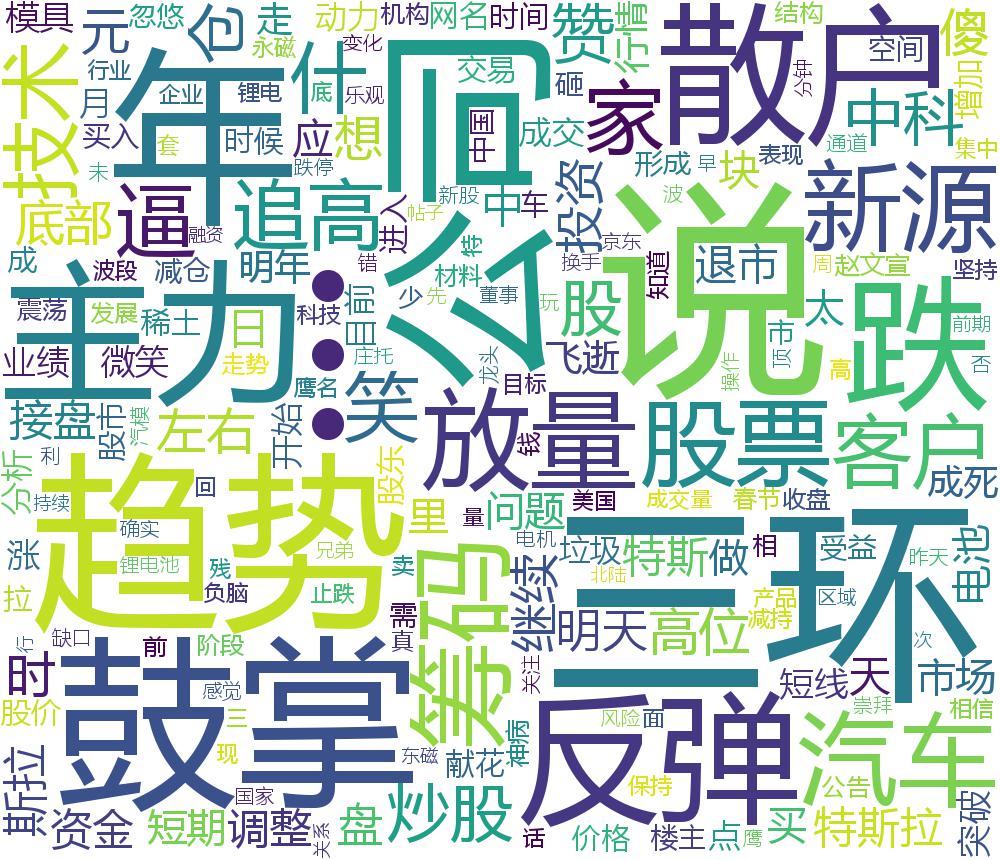 模具
元
忽悠
仓
走
动力
机构
网名
时间
赞
行情
结构
傻
永磁
变化
行业
年
什
交易
司
散户
空间
企业
锂电
底
乐观
砸
家
分钟
增加
技术
月
买入
时候
应
想
中国
成交
中科
套
未
跌停
形成
早
表现
块
通道
集中
底部
逼
追高
进入
新股
帖子
中
车
投资
波
说
新源
融资
公
特
成
波段
减仓
明年
错
材料
京东
换手
知道
退市
周
赵文宣
坚持
主力
目前
少
先
董事
玩
股
太
震荡
发展
稀土
日
科技
跌
前期
业绩
微笑
走势
庄托
龙头
飞逝
市
顶
操作
高
否
鹰名
目标
接盘
股市
汽模
左右
开始
笑
放量
钱
股票
客户
分析
利
股东
成死
趋势
持续
回
里
量
问题
美国
成交量
春节
收盘
三环
涨
确实
锂电池
残
兄弟
卖
筹码
电机
垃圾
特斯
做
相
受益
昨天
电池
拉
负脑
止跌
继续
北陆
产品
区域
行
缺口
前
阶段
需
真
明天
高位
减持
次
时
鼓掌
感觉
关注
短线
天
市场
股价
三
反弹
风险
面
崇拜
相信
现
神病
汽车
斯拉
东磁
献花
国家
保持
公告
资金
短期
调整
关系
盘
炒股
话
价格
楼主
点
鹰
买
特斯拉
突破